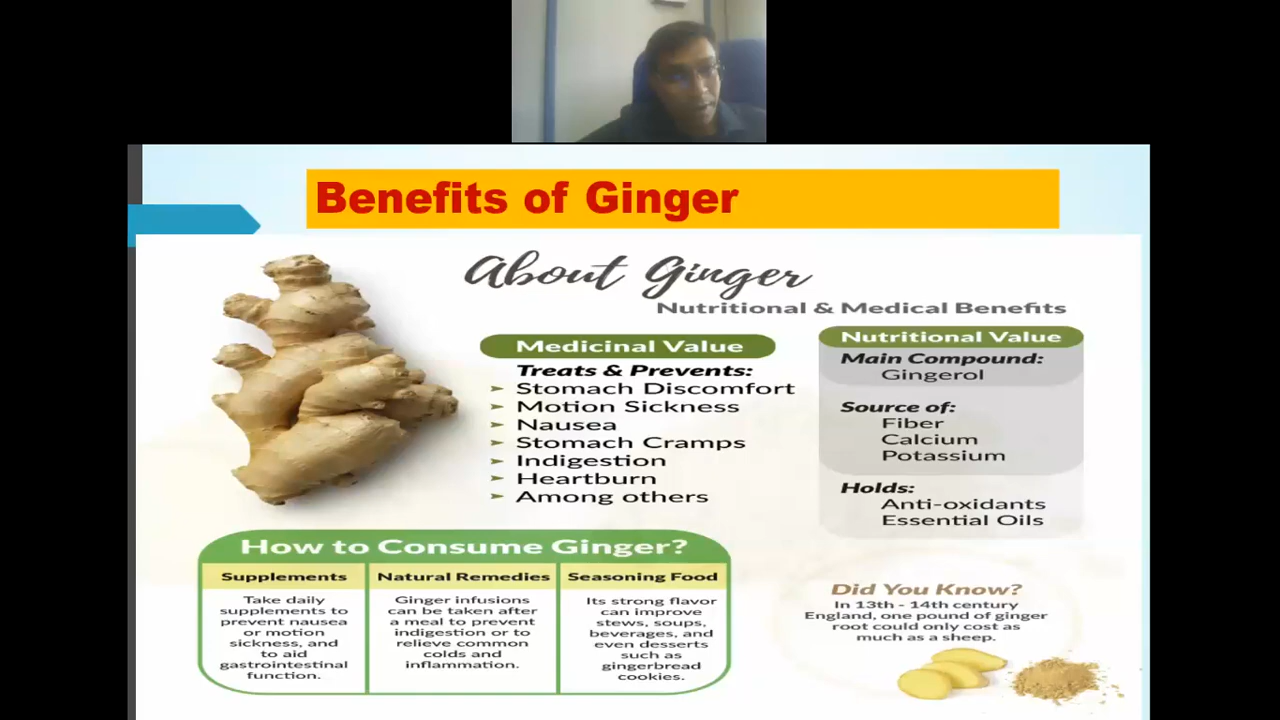 Benefits of Ginger
About Ginger
Nutritional & Medical Benefits
Medicinal Value
Treats & Prevents:
Stomach Discomfort
Motion Sickness
Nausea
Stomach Cramps
Indigestion
Heartburn
Among others
Nutritional Value
Main Compound:
Gingerol
Source of:
Fiber
Calcium
Potassium
Holds:
Anti-oxidants
Essential Oils
How to Consume Ginger?
Supplements
Take daily
supplements to
prevent nausea
or motion
sickness, and
to aid
gastrointestinal
function.
Natural Remedies
Ginger infusions
can be taken after
a meal to prevent
indigestion or to
relieve common
colds and
inflammation.
Seasoning Food
Its strong flavor
can improve
stews, soups,
beverages, and
even desserts
such as
gingerbread
cookies.
Did You Know?
In 13th - 14th century
England, one pound of ginger
root could only cost as
much as a sheep.